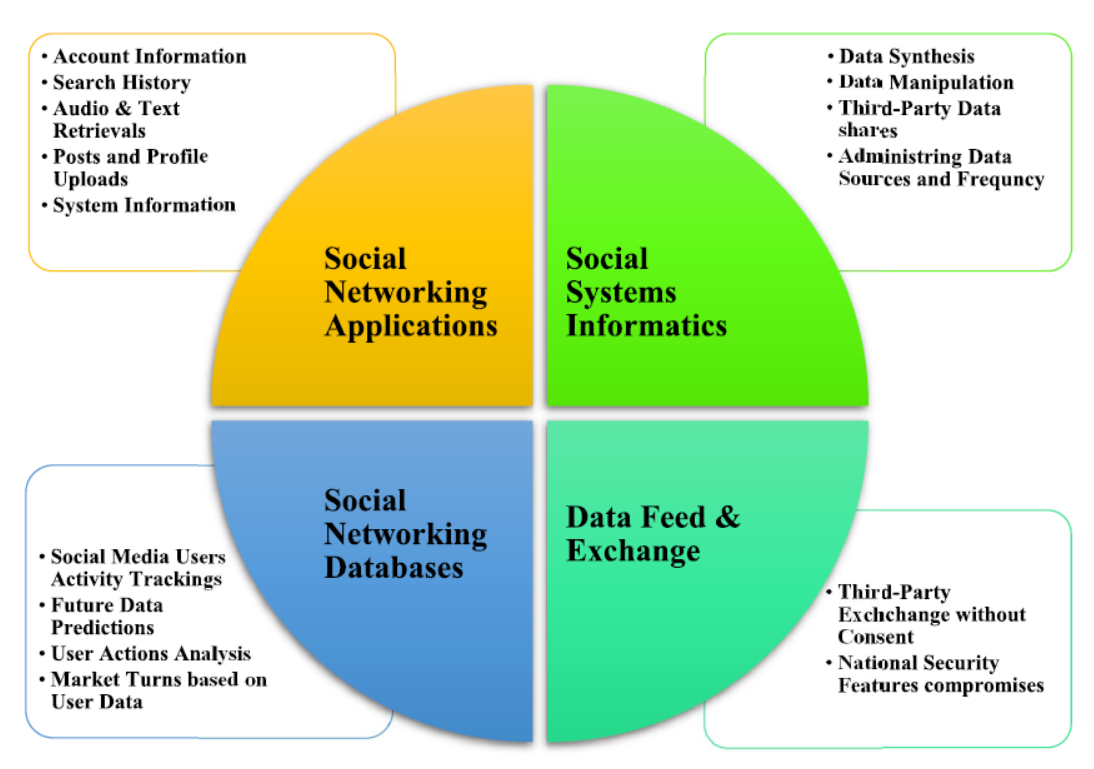 • Account Information
• Search History
• Audio & Text
Retrievals
• Posts and Profile
Uploads
• System Information
• Data Synthesis
• Data Manipulation
• Third-Party Data
shares
• Administring Data
Sources and Frequncy
Social
Networking
Applications
Social
Systems
Informatics
Social
Networking
Databases
Data Feed &
Exchange
• Social Media Users
Activity Trackings
• Future Data
Predictions
• User Actions Analysis
• Market Turns based on
User Data
• Third-Party
Exchchange without
Consent
• National Security
Features compromises